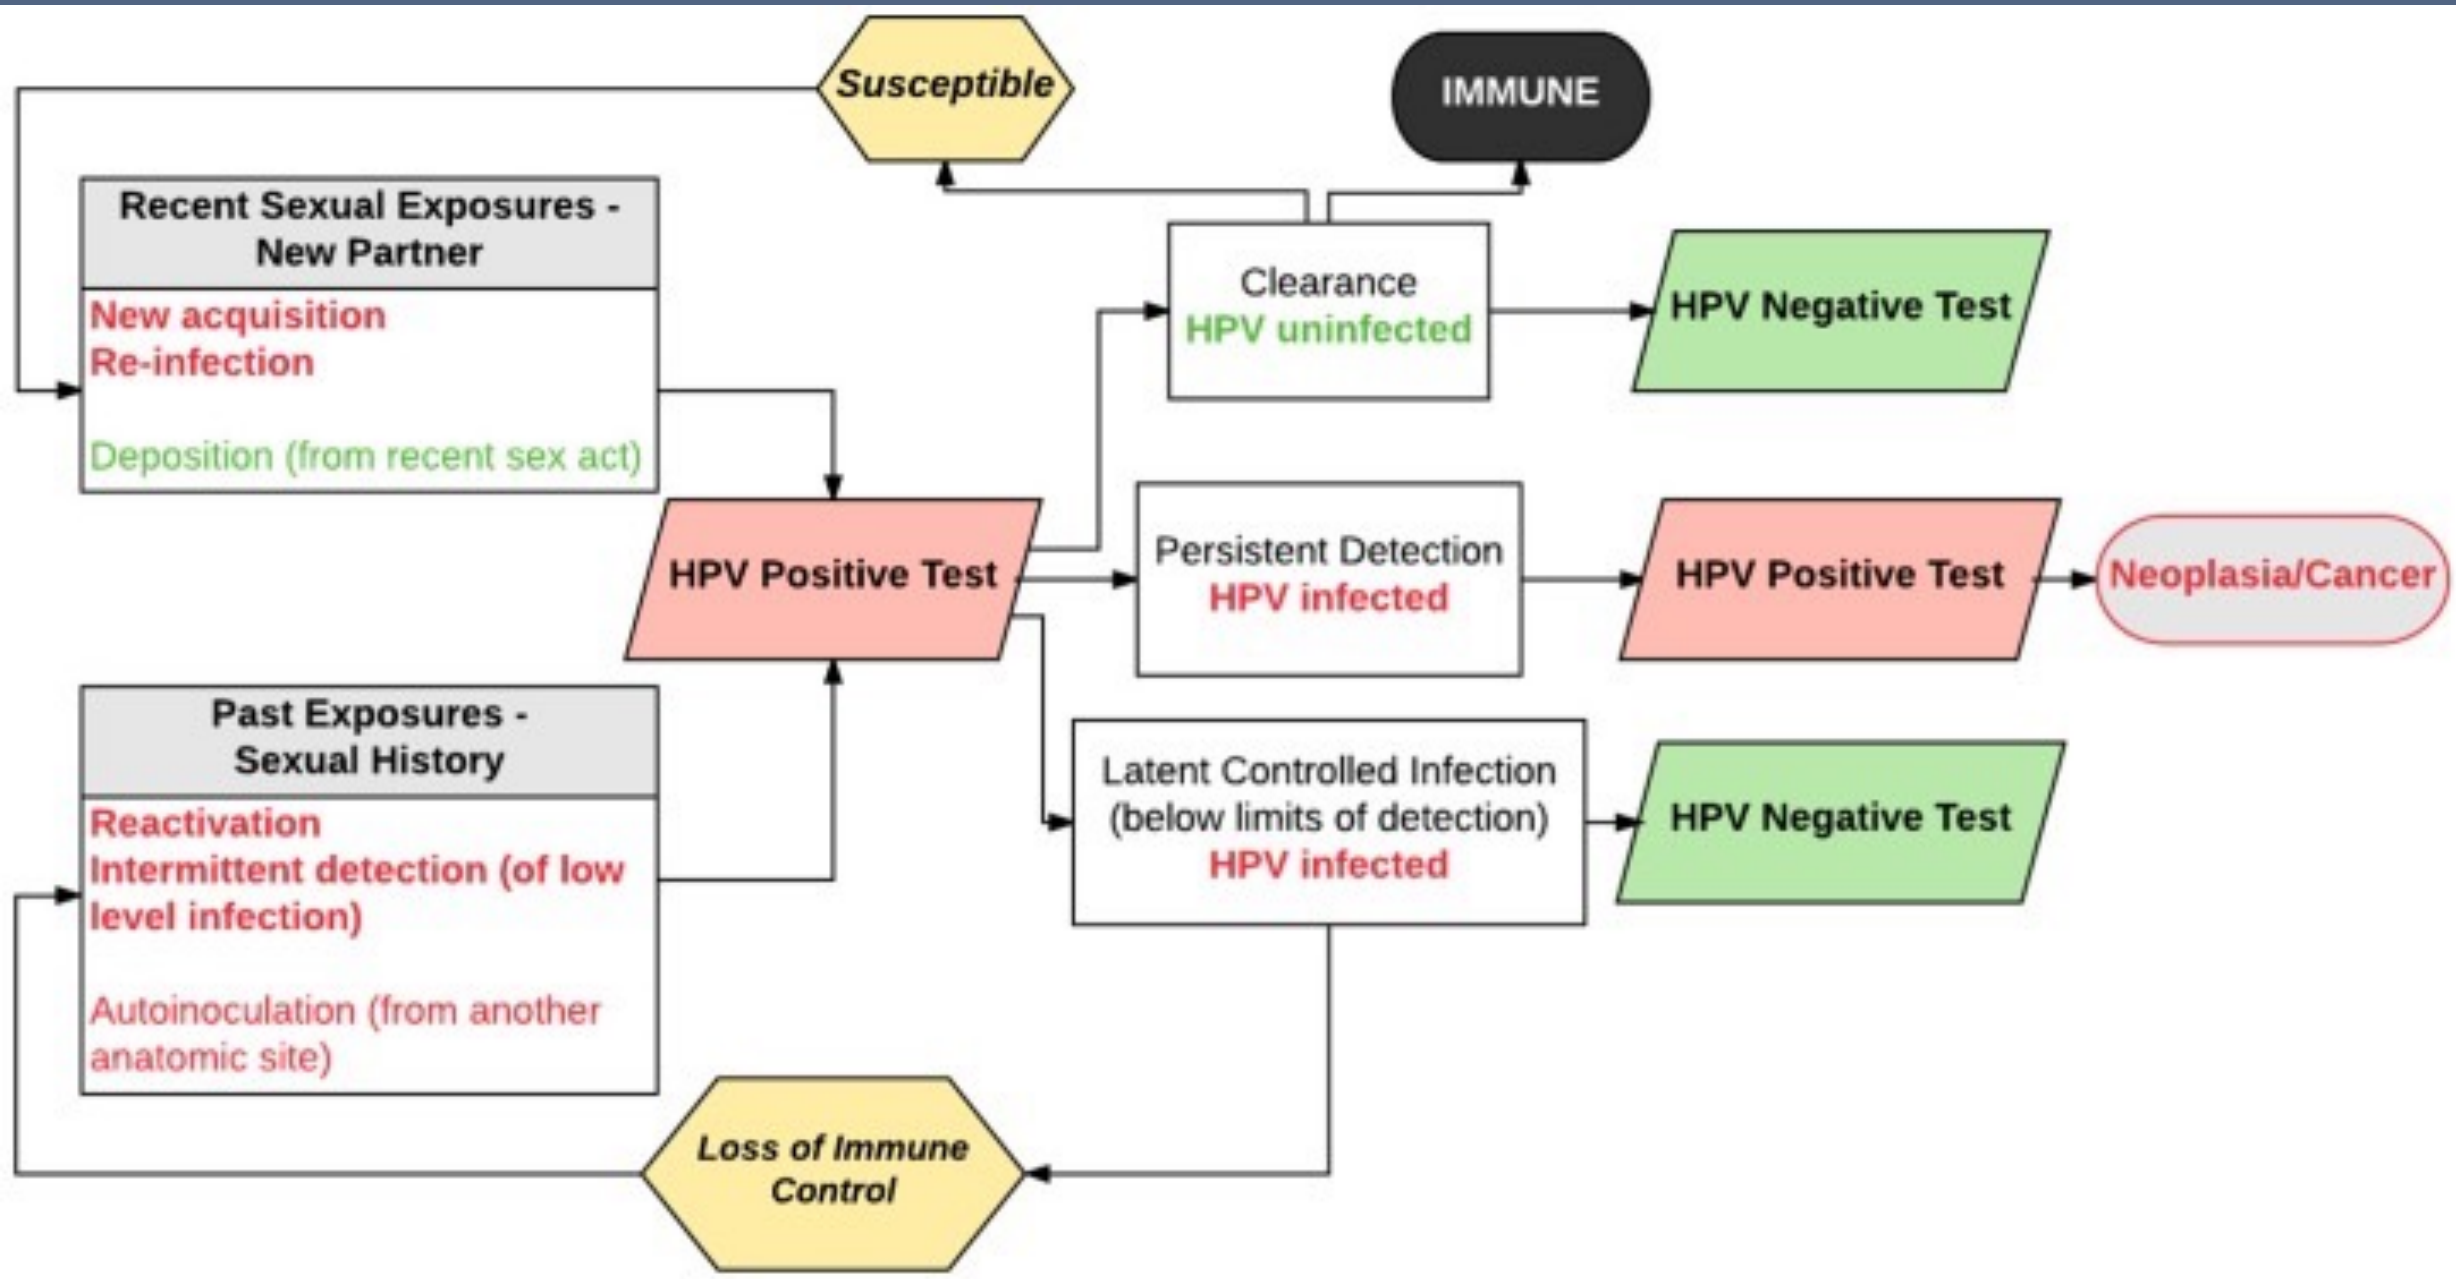 Susceptible
IMMUNE
Recent Sexual Exposures -
New Partner
New acquisition
Re-infection
Deposition (from recent sex act)
Clearance
HPV uninfected
HPV Negative Test
HPV Positive Test
Persistent Detection
HPV infected
HPV Positive Test
Neoplasia/Cancer
Past Exposures -
Sexual History
Reactivation
Intermittent detection (of low
level infection)
Autoinoculation (from another
anatomic site)
Latent Controlled Infection
(below limits of detection)
HPV infected
HPV Negative Test
Loss of Immune
Control